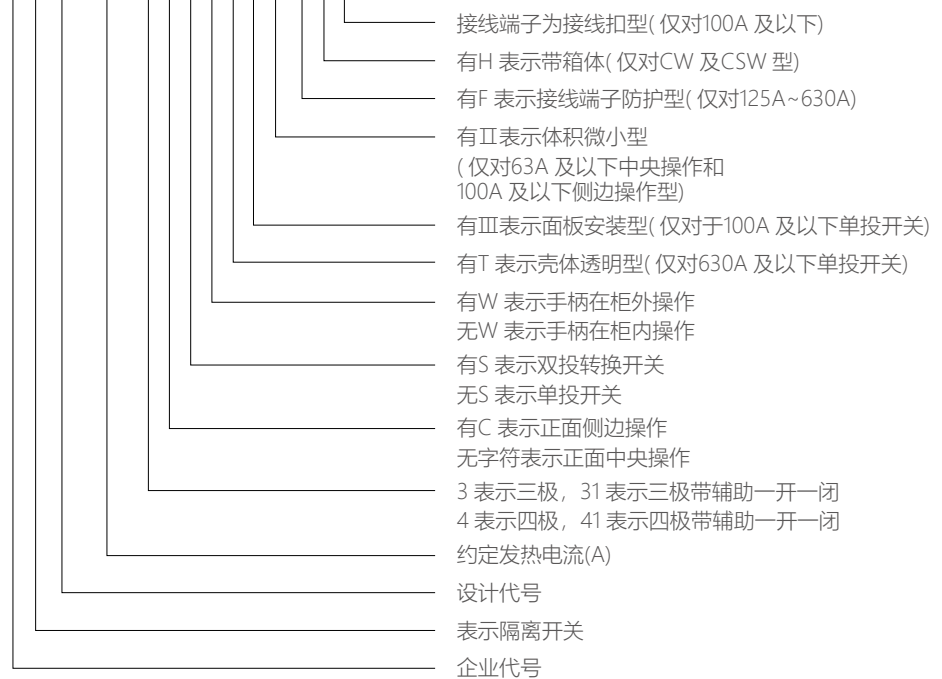 接线端子为接线扣型( 仅对100A 及以下)
有H 表示带箱体( 仅对CW 及CSW 型)
有F 表示接线端子防护型( 仅对125A~630A)
有Ⅱ表示体积微小型
( 仅对63A 及以下中央操作和
100A 及以下侧边操作型)
有Ⅲ表示面板安装型( 仅对于100A 及以下单投开关)
有T 表示壳体透明型( 仅对630A 及以下单投开关)
有W 表示手柄在柜外操作
无W 表示手柄在柜内操作
有S 表示双投转换开关
无S 表示单投开关
有C 表示正面侧边操作
无字符表示正面中央操作
3 表示三极，31 表示三极带辅助一开一闭
4 表示四极，41 表示四极带辅助一开一闭
约定发热电流(A)
设计代号
表示隔离开关
企业代号